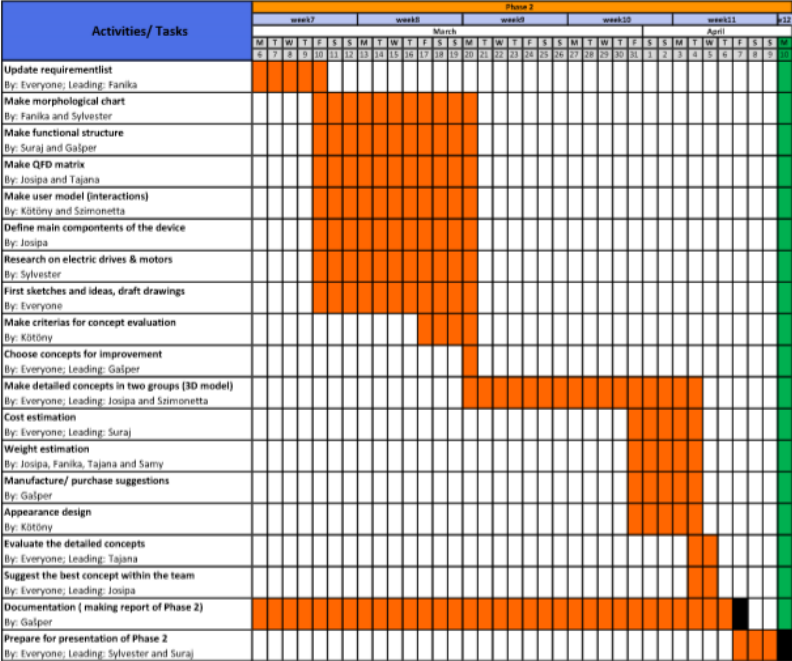 Phase 2
Activities/ Tasks
week7 week8 week9 week10 week11 k12
March April
M T W T F S S M T W T F S S M T W T F S S M T W T F S S M T W T F S S M
6 7 8 9 10 11 12 13 14 15 16 17 18 19 20 21 22 23 24 25 26 27 28 29 30 31 1 2 3 4 5 6 7 8 9 10
Update requirementlist
By: Everyone; Leading: Fanika
Make morphological chart
By: Fanika and Sylvester
Make functional structure
By: Suraj and Gašper
Make QFD matrix
By: Josipa and Tajana
Make user model (interactions)
By: Kötöny and Szimonetta
Define main compontents of the device
By: Josipa
Research on electric drives & motors
By: Sylvester
First sketches and ideas, draft drawings
By: Everyone
Make criterias for concept evaluation
By: Kötöny
Choose concepts for improvement
By: Everyone; Leading: Gašper
Make detailed concepts in two groups (3D model)
By: Everyone; Leading: Josipa and Szimonetta
Cost estimation
By: Everyone; Leading: Suraj
Weight estimation
By: Josipa, Fanika, Tajana and Samy
Manufacture/ purchase suggestions
By: Gašper
Appearance design
By: Kötöny
Evaluate the detailed concepts
By: Everyone; Leading: Tajana
Suggest the best concept within the team
By: Everyone; Leading: Josipa
Documentation ( making report of Phase 2)
By: Gašper
Prepare for presentation of Phase 2
By: Everyone; Leading: Sylvester and Suraj